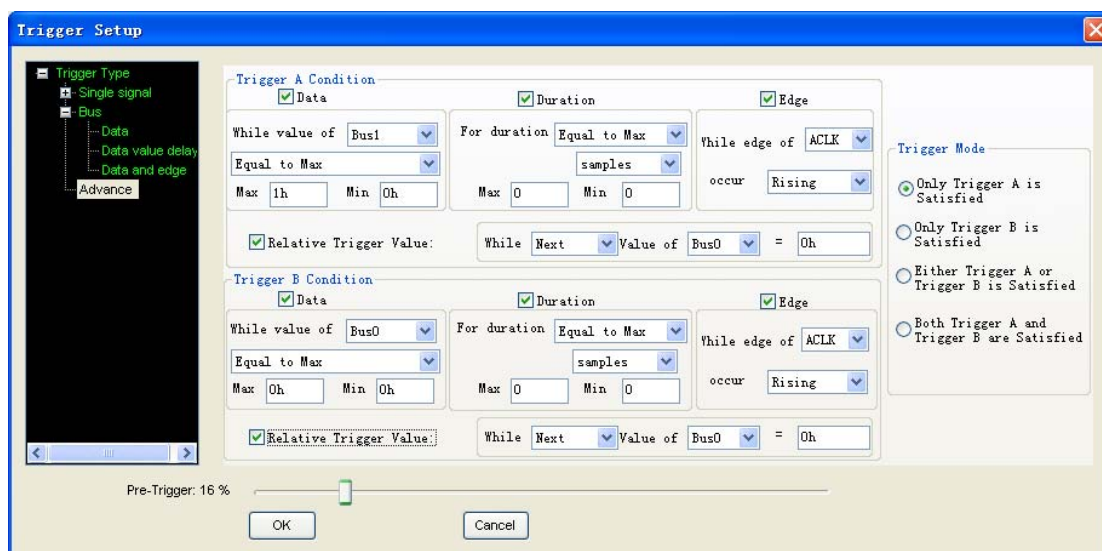 Trigger Setup
Trigger Type
Single signal
Bus
Data
Data value delay
Data and edge
Advance
Trigger A Condition
Data
Duration
Edge
While value of Bus1
Equal to Max
Max 1h Min 0h
For duration Equal to Max
samples
Max 0 Min 0
While edge of ACLK
occur Rising
Relative Trigger Value:
While Next Value of Bus0 = 0h
Trigger B Condition
Data
Duration
Edge
While value of Bus0
Equal to Max
Max 0h Min 0h
For duration Equal to Max
samples
Max 0 Min 0
While edge of ACLK
occur Rising
Relative Trigger Value:
While Next Value of Bus0 = 0h
Trigger Mode
Only Trigger A is
Satisfied
Only Trigger B is
Satisfied
Either Trigger A or
Trigger B is Satisfied
Both Trigger A and
Trigger B are Satisfied
Pre-Trigger: 16 %
OK
Cancel